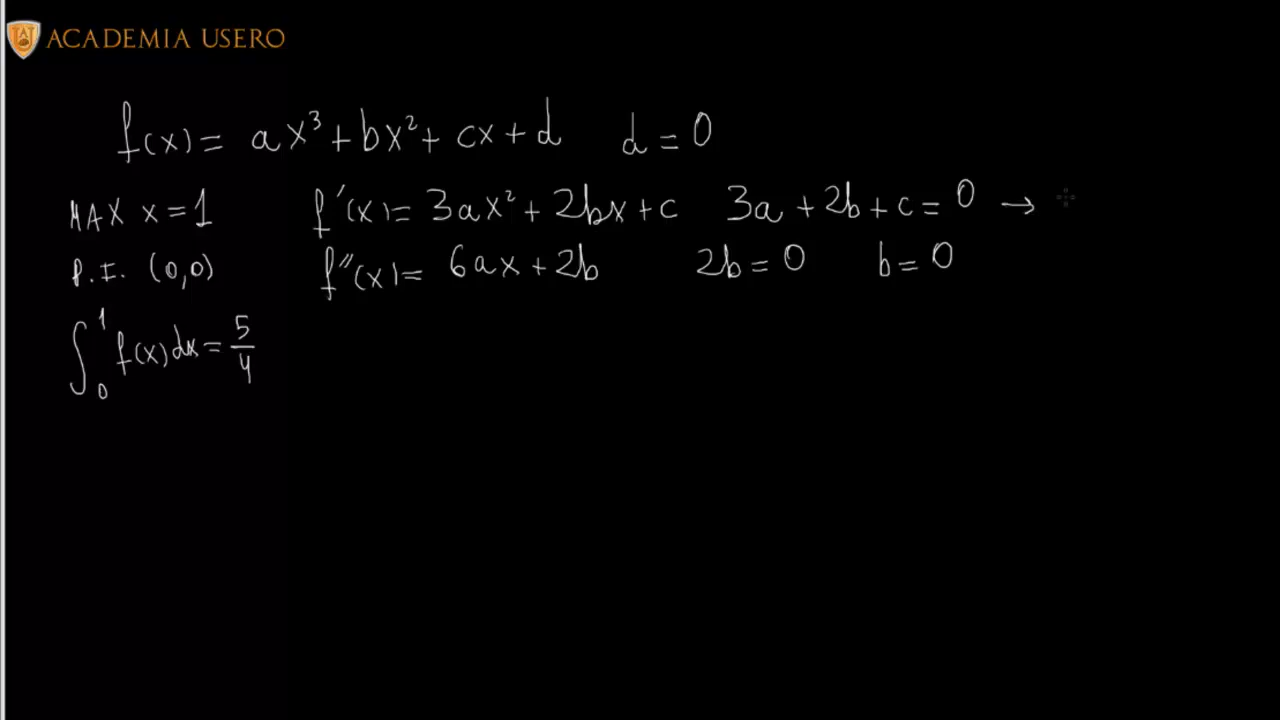 ACADEMIA USERO
f(x) = ax³ + bx² + cx + d d = 0
MAX x = 1 f′(x) = 3ax² + 2bx + c 3a + 2b + c = 0 →
P.I. (0,0) f″(x) = 6ax + 2b 2b = 0 b = 0
∫₀¹ f(x) dx = 5/4